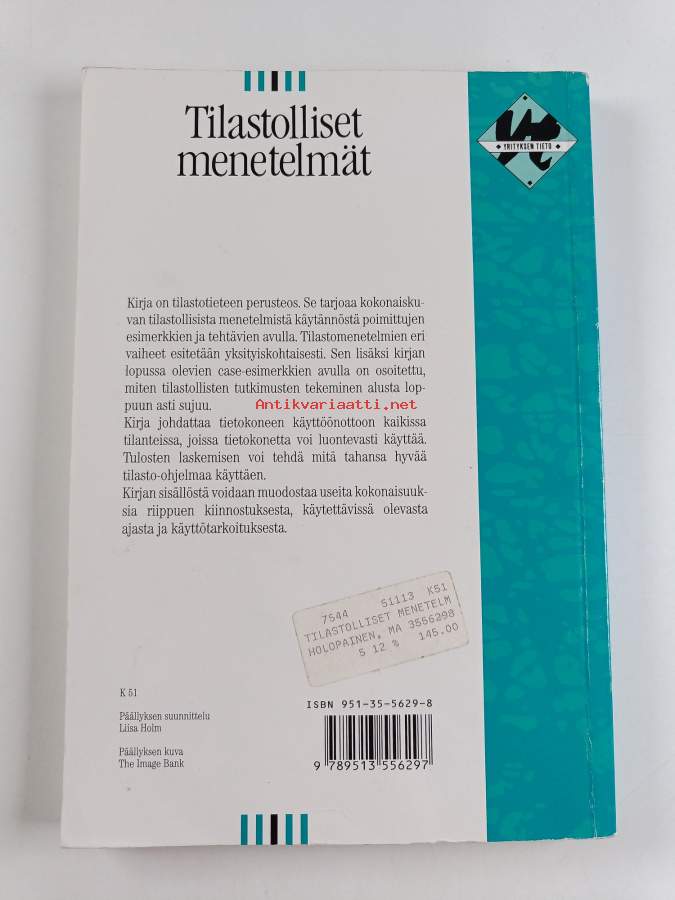 Tilastolliset
menetelmät
YRITYKSEN TIETO
Kirja on tilastotieteen perusteos. Se tarjoaa kokonaisku-
van tilastollisista menetelmistä käytännöstä poimittujen
esimerkkien ja tehtävien avulla. Tilastomenetelmien eri
vaiheet esitetään yksityiskohtaisesti. Sen lisäksi kirjan
lopussa olevien case-esimerkkien avulla on osoitettu,
miten tilastollisten tutkimusten tekeminen alusta lop-
puun asti sujuu.
Antikvariaatti.net
Kirja johdattaa tietokoneen käyttöönottoon kaikissa
tilanteissa, joissa tietokonetta voi luontevasti käyttää.
Tulosten laskemisen voi tehdä mitä tahansa hyvää
tilasto-ohjelmaa käyttäen.
Kirjan sisällöstä voidaan muodostaa useita kokonaisuuk-
sia riippuen kiinnostuksesta, käytettävissä olevasta
ajasta ja käyttötarkoituksesta.
7544 51113 K51
TILASTOLLISET MENETELM
HOLOPAINEN, MA 3556298
5 12 % 145.00
K 51
Päällyksen suunnittelu
Liisa Holm
Päällyksen kuva
The Image Bank
ISBN 951-35-5629-8
9 789513 556297